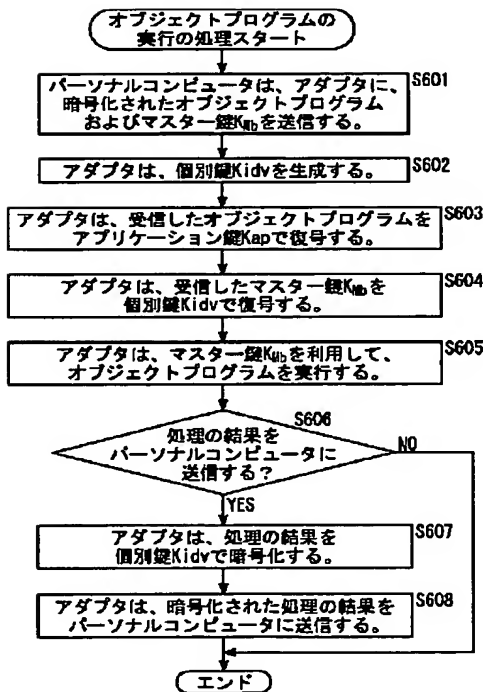 オブジェクトプログラムの
実行の処理スタート
S601
パーソナルコンピュータは、アダプタに、
暗号化されたオブジェクトプログラム
およびマスター鍵KMbを送信する。
S602
アダプタは、個別鍵Kidvを生成する。
S603
アダプタは、受信したオブジェクトプログラムを
アプリケーション鍵Kapで復号する。
S604
アダプタは、受信したマスター鍵KMbを
個別鍵Kidvで復号する。
S605
アダプタは、マスター鍵KMbを利用して、
オブジェクトプログラムを実行する。
S606
処理の結果を
パーソナルコンピュータに
送信する?
NO
YES
S607
アダプタは、処理の結果を
個別鍵Kidvで暗号化する。
S608
アダプタは、暗号化された処理の結果を
パーソナルコンピュータに送信する。
エンド